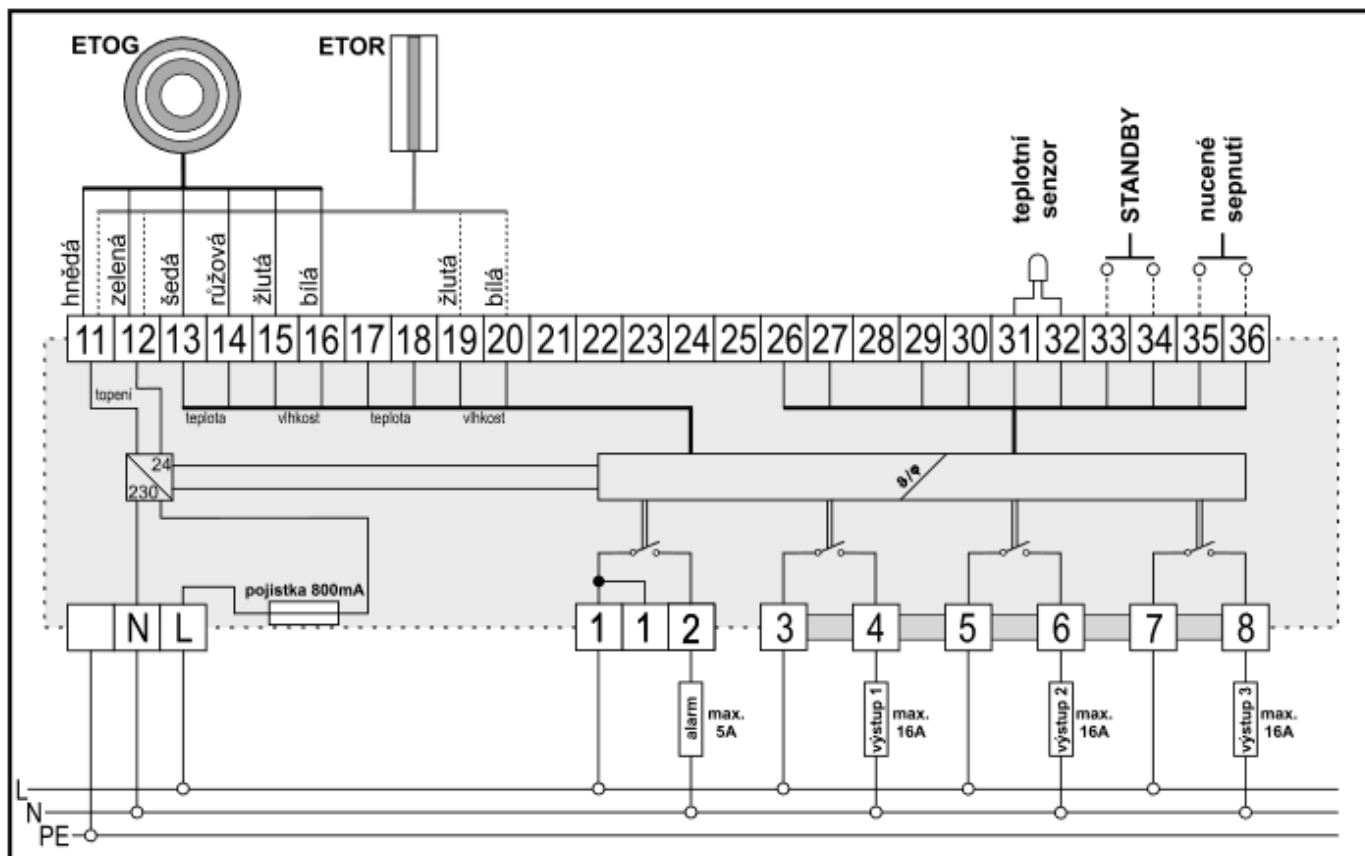 ETOG
ETOR
teplotní
senzor
STANDBY
nucené
sepnutí
hnědá
zelená
šedá
růžová
žlutá
bílá
žlutá
bílá
11 12 13 14 15 16 17 18 19 20 21 22 23 24 25 26 27 28 29 30 31 32 33 34 35 36
topení
teplota
vlhkost
teplota
vlhkost
24
230
ϑ/φ
pojistka 800mA
N L 1 1 2 3 4 5 6 7 8
alarm
max.
5A
výstup 1
max.
16A
výstup 2
max.
16A
výstup 3
max.
16A
L
N
PE